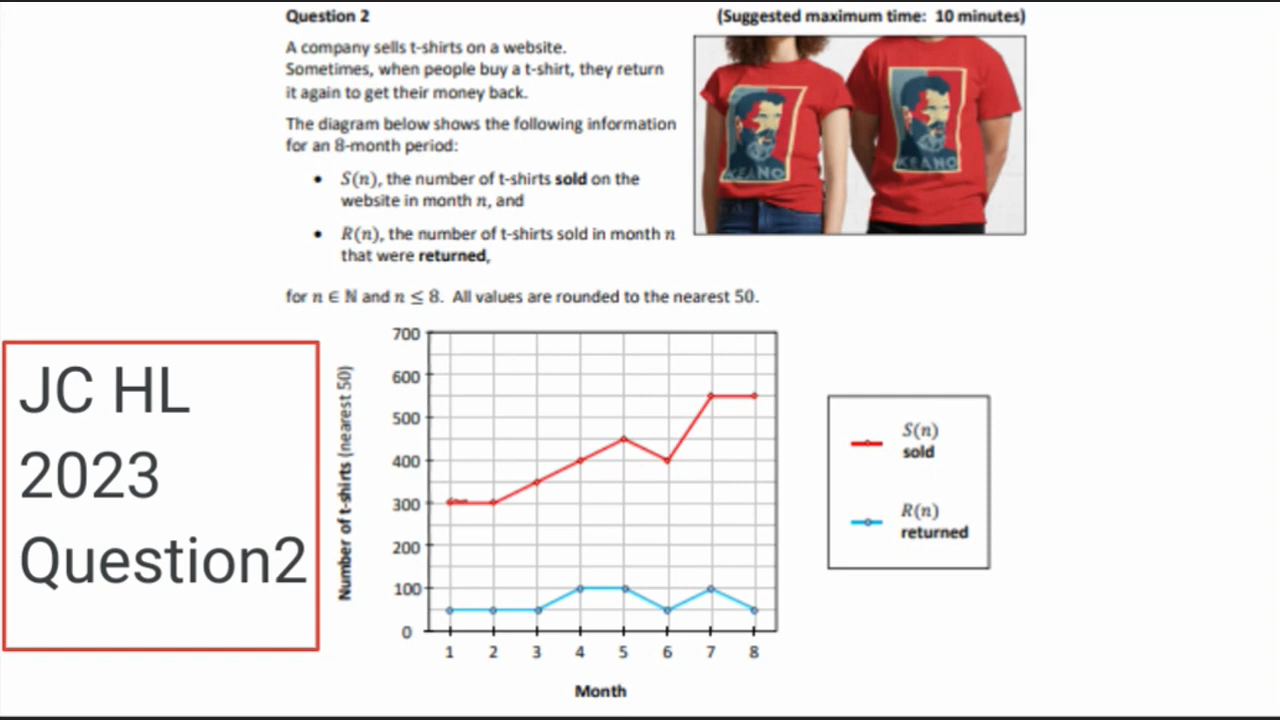 Question 2
(Suggested maximum time: 10 minutes)
A company sells t-shirts on a website.
Sometimes, when people buy a t-shirt, they return
it again to get their money back.
The diagram below shows the following information
for an 8-month period:
• S(n), the number of t-shirts sold on the
website in month n, and
• R(n), the number of t-shirts sold in month n
that were returned,
for n ∈ ℕ and n ≤ 8. All values are rounded to the nearest 50.
KEANO
KEANO
JC HL
2023
Question2
Number of t-shirts (nearest 50)
700
600
500
400
300
200
100
0
1 2 3 4 5 6 7 8
Month
S(n)
sold
R(n)
returned